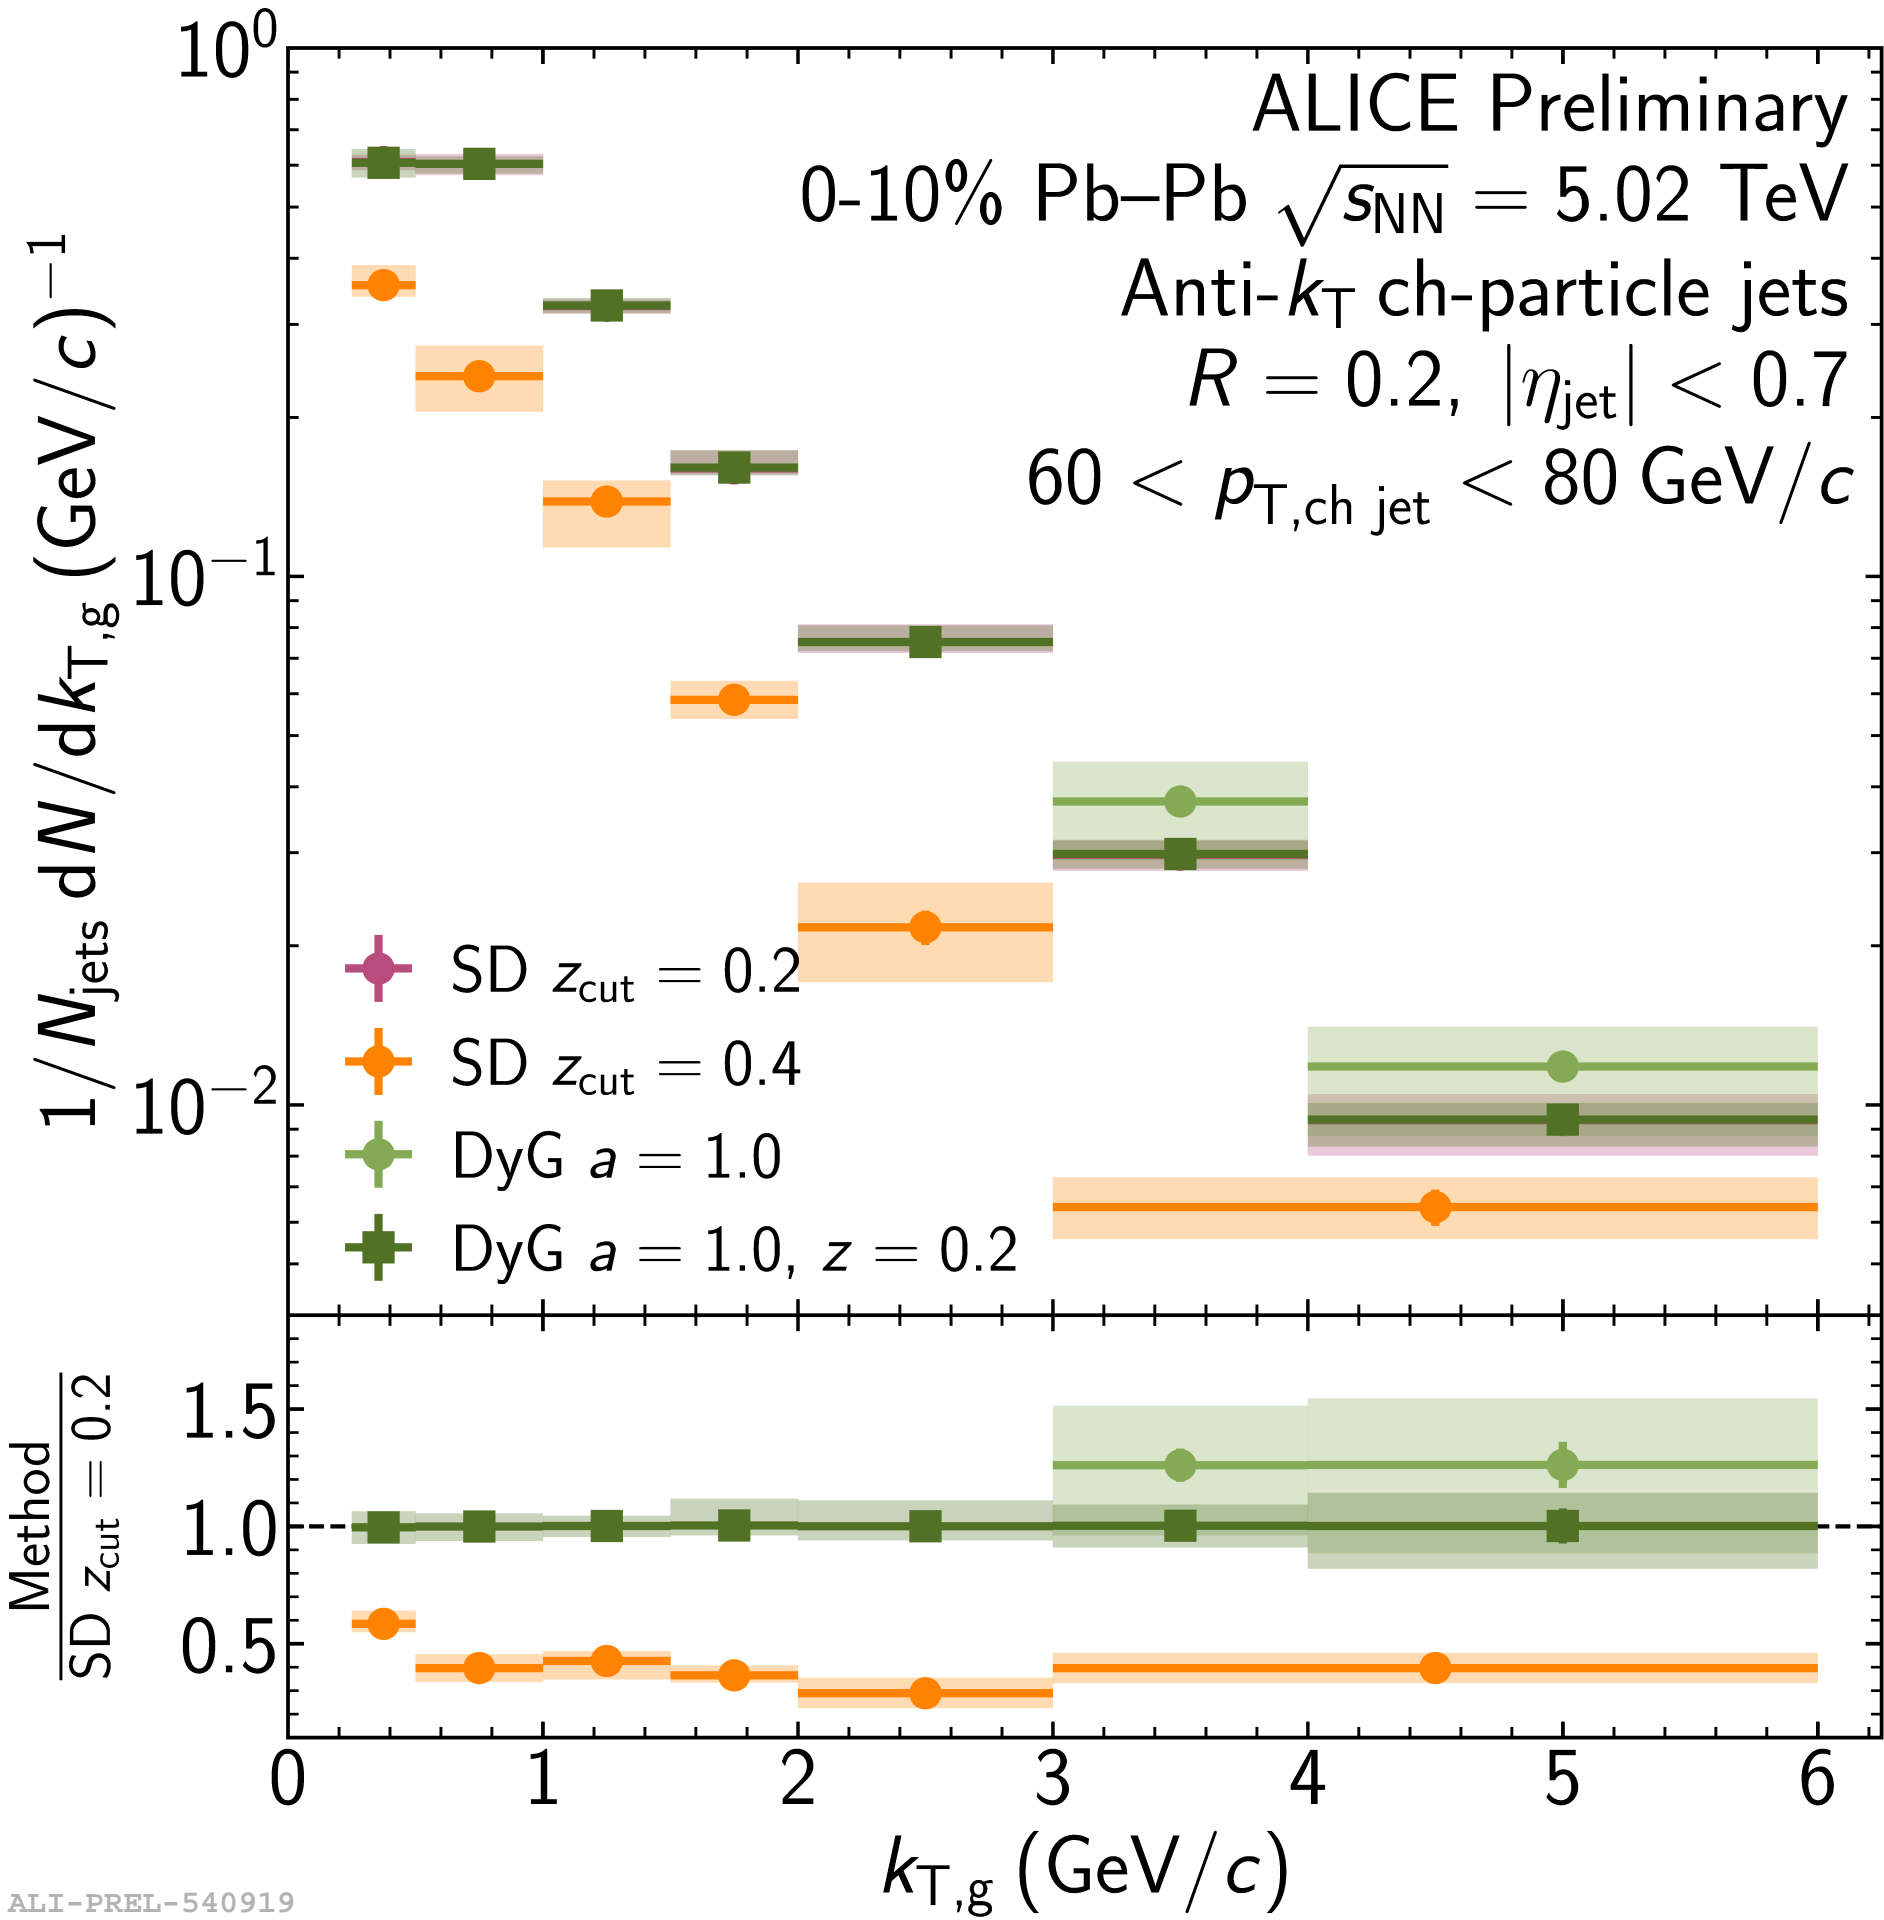 ALICE Preliminary
0-10% Pb–Pb √sNN = 5.02 TeV
Anti-kT ch-particle jets
R = 0.2, |ηjet| < 0.7
60 < pT,ch jet < 80 GeV/c
1/Njets dN/dkT,g (GeV/c)−1
10^0
10−1
10−2
SD zcut = 0.2
SD zcut = 0.4
DyG a = 1.0
DyG a = 1.0, z = 0.2
Method
SD zcut = 0.2
1.5
1.0
0.5
0 1 2 3 4 5 6
kT,g (GeV/c)
ALI-PREL-540919